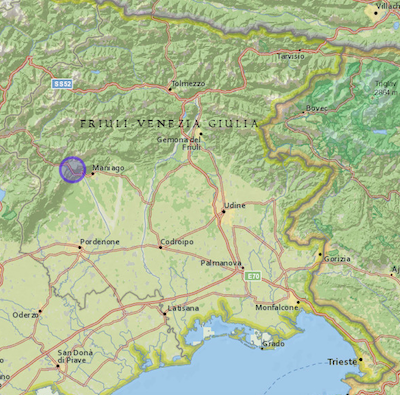 Villach
Tarvisio
SS52
Tolmezzo
Triglav
2864 m
Bovec
FRIULI-VENEZIA GIULIA
Gemona del
Friuli
Maniago
Udine
Pordenone
Codroipo
Palmanova
Gorizia
E70
Oderzo
Latisana
Monfalcone
Grado
San Donà
di Piave
Trieste